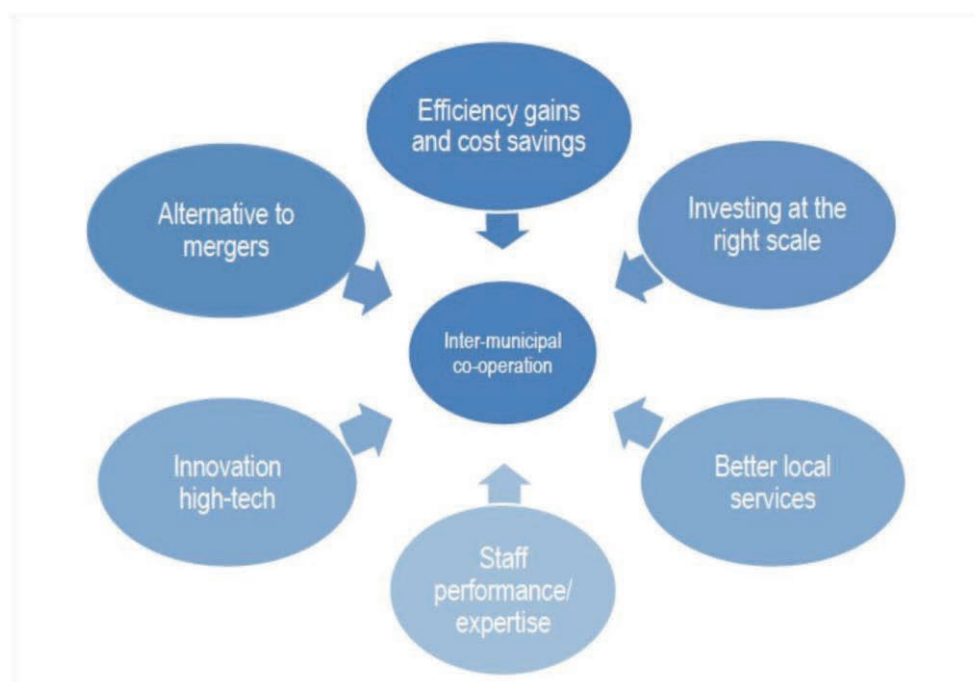 Efficiency gains
and cost savings
Alternative to
mergers
Investing at the
right scale
Inter-municipal
co-operation
Innovation
high-tech
Better local
services
Staff
performance/
expertise